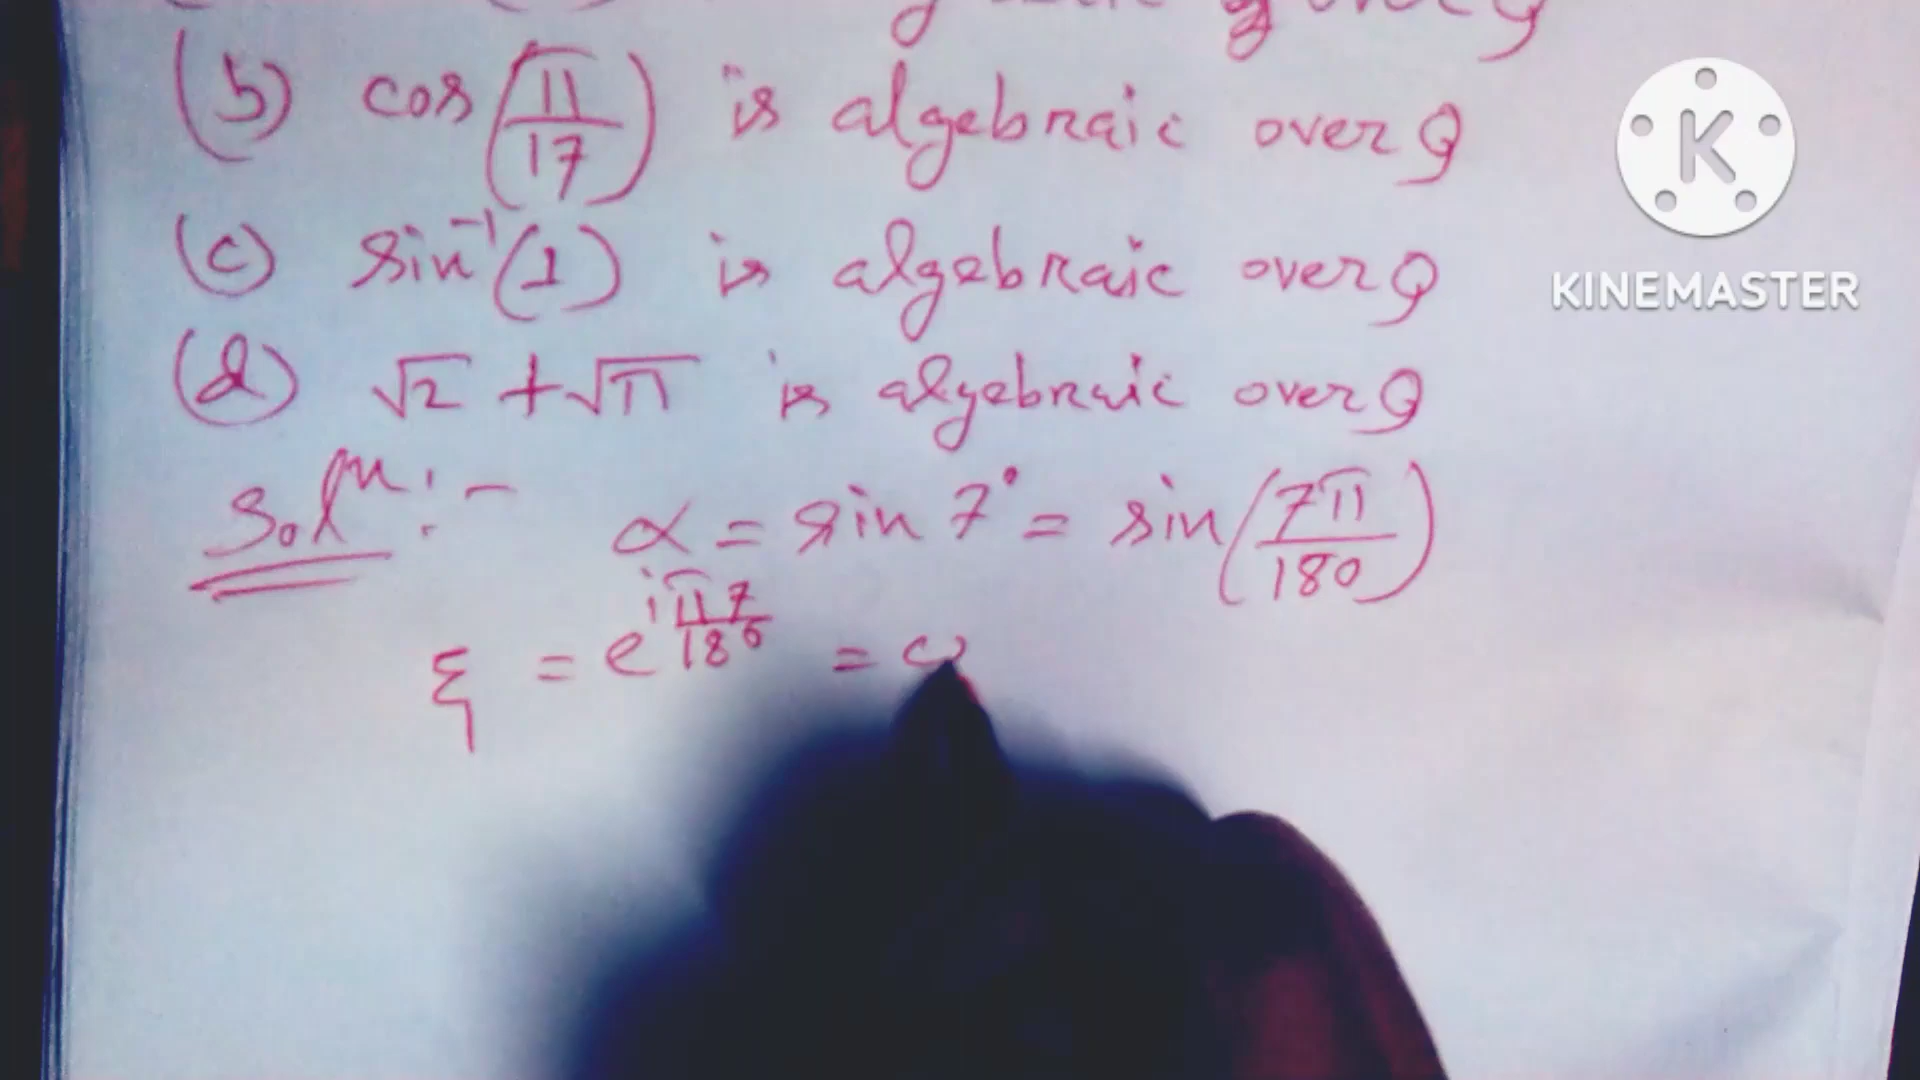 (b) cos(π/17) is algebraic over Q
(c) sin⁻¹(1) is algebraic over Q
(d) √2 + √π is algebraic over Q
Solⁿ :- α = sin 7° = sin(7π/180)
ξ = e^(iπ7/180) = c
K
KINEMASTER